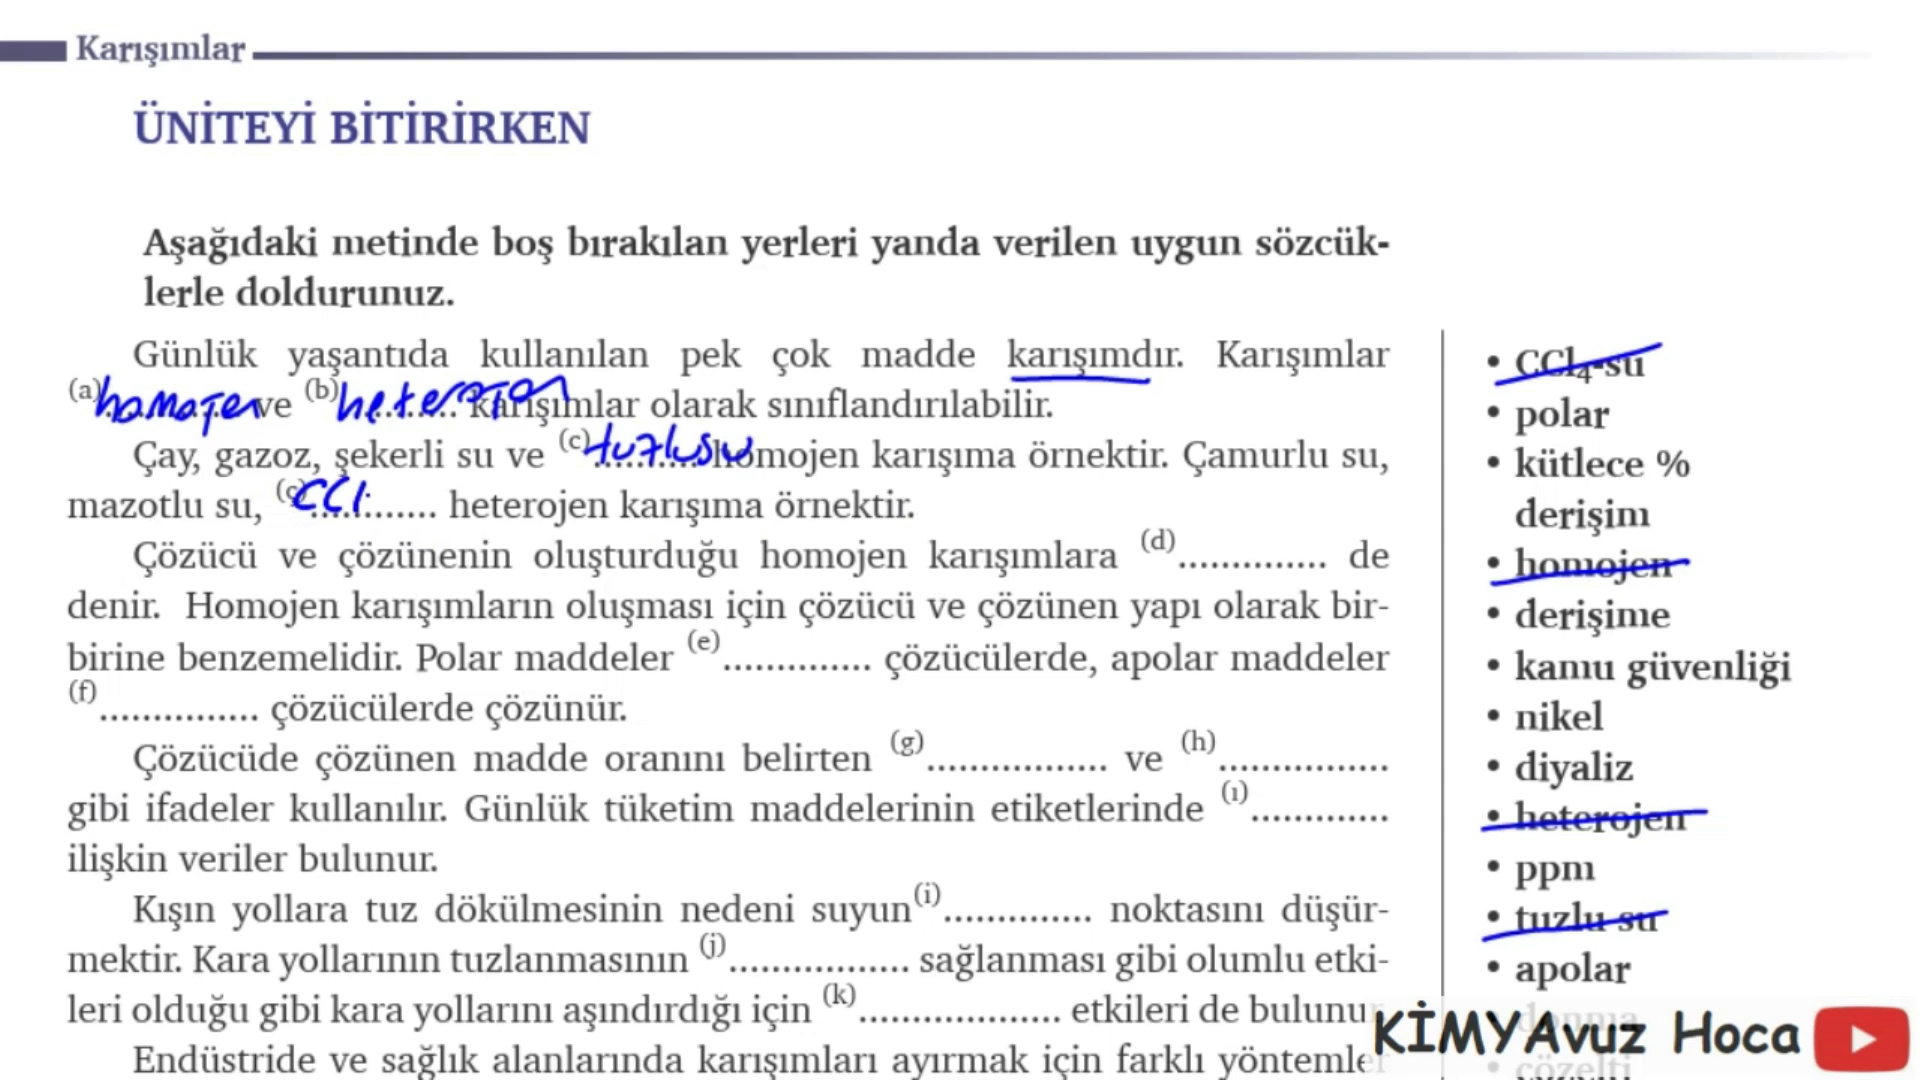 Karışımlar
ÜNİTEYİ BİTİRİRKEN
Aşağıdaki metinde boş bırakılan yerleri yanda verilen uygun sözcük-
lerle doldurunuz.
Günlük yaşantıda kullanılan pek çok madde karışımdır. Karışımlar
(a) homojen ve (b) heterojen karışımlar olarak sınıflandırılabilir.
Çay, gazoz, şekerli su ve (c) tuzlu su homojen karışıma örnektir. Çamurlu su,
mazotlu su, (ç) CCl ............ heterojen karışıma örnektir.
Çözücü ve çözünenin oluşturduğu homojen karışımlara (d).............. de
denir. Homojen karışımların oluşması için çözücü ve çözünen yapı olarak bir-
birine benzemelidir. Polar maddeler (e).............. çözücülerde, apolar maddeler
(f)............... çözücülerde çözünür.
Çözücüde çözünen madde oranını belirten (g)................. ve (h)................
gibi ifadeler kullanılır. Günlük tüketim maddelerinin etiketlerinde (ı).............
ilişkin veriler bulunur.
Kışın yollara tuz dökülmesinin nedeni suyun (i).............. noktasını düşür-
mektir. Kara yollarının tuzlanmasının (j)................. sağlanması gibi olumlu etki-
leri olduğu gibi kara yollarını aşındırdığı için (k)................... etkileri de bulunur
Endüstride ve sağlık alanlarında karışımları ayırmak için farklı yöntemler
• CCl₄-su
• polar
• kütlece %
derişim
• homojen
• derişime
• kamu güvenliği
• nikel
• diyaliz
• heterojen
• ppm
• tuzlu su
• apolar
• donma
• çözelti
KİMYAvuz Hoca